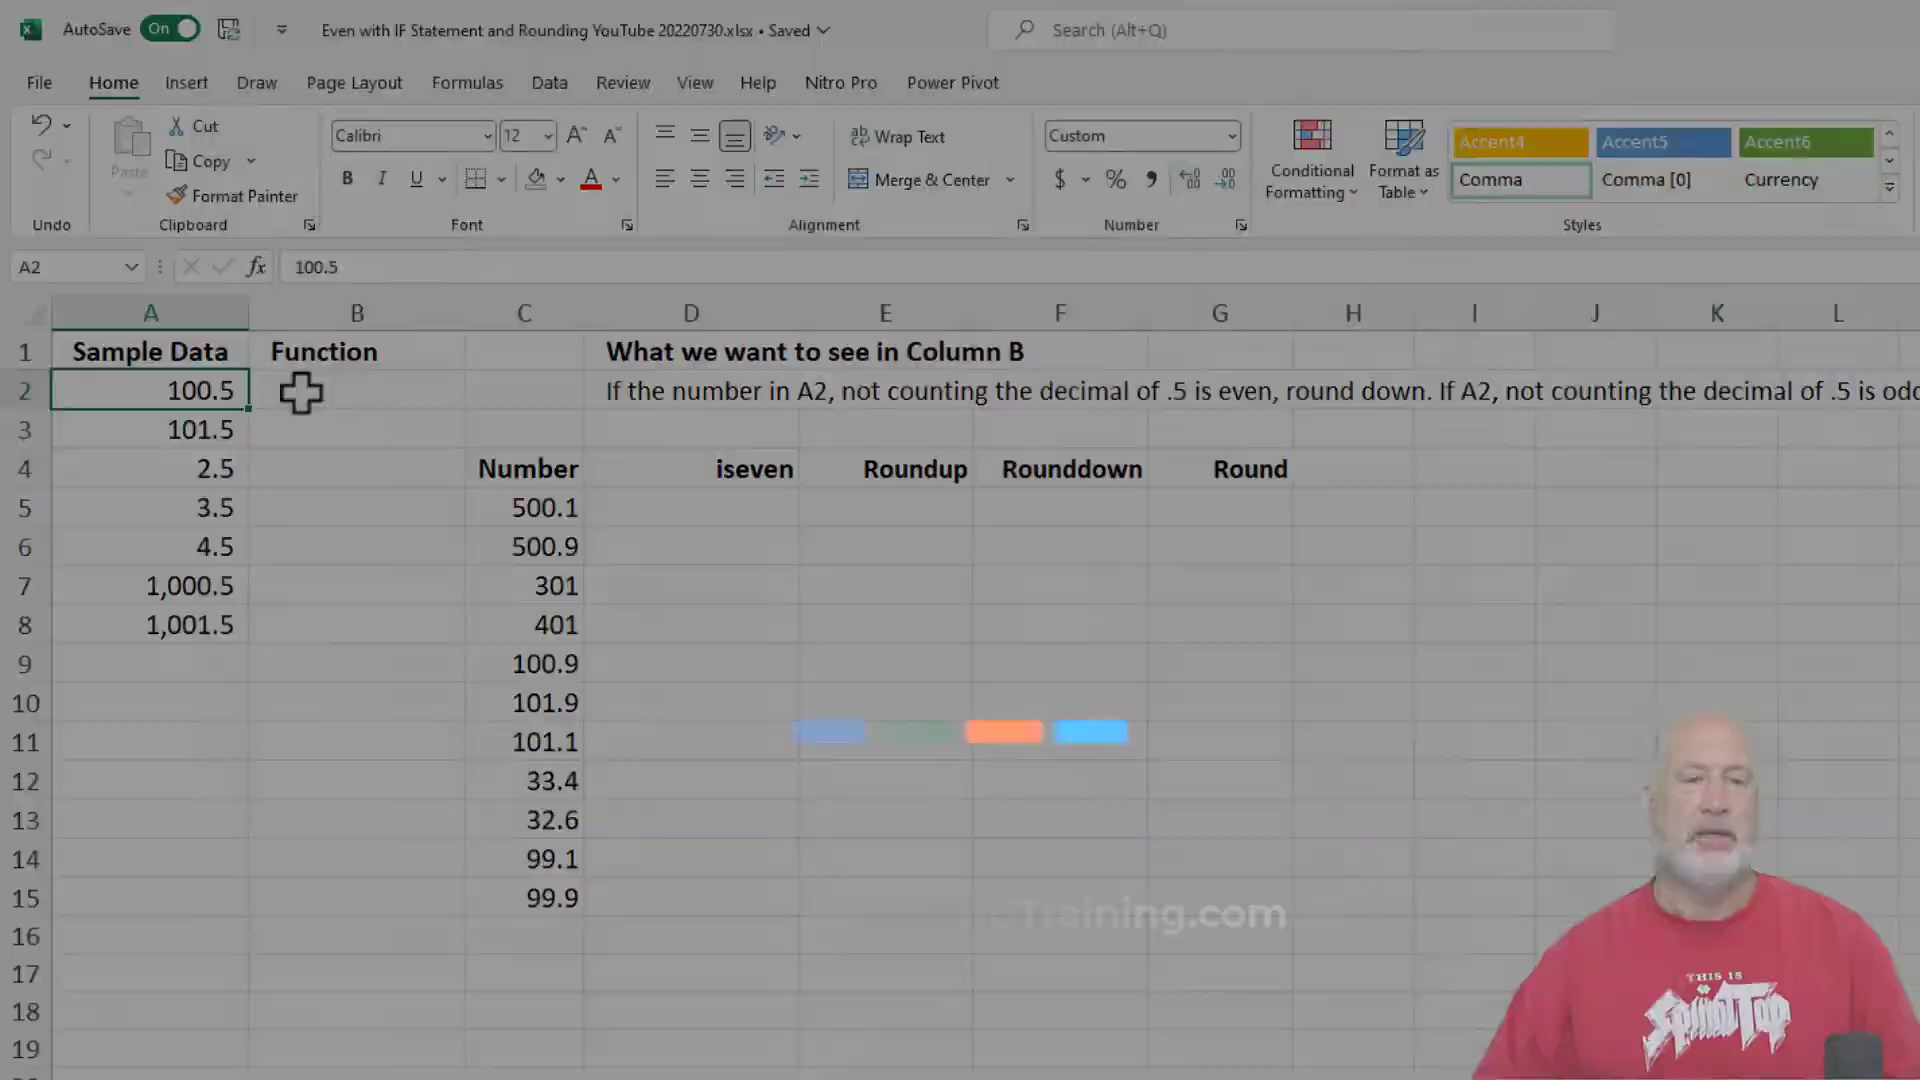 AutoSave On Even with IF Statement and Rounding YouTube 20220730.xlsx • Saved Search (Alt+Q)
File Home Insert Draw Page Layout Formulas Data Review View Help Nitro Pro Power Pivot
Cut
Copy
Paste
Format Painter
Calibri 12
B I U
Wrap Text
Merge & Center
Custom
$ %
Conditional Formatting
Format as Table
Accent4 Accent5 Accent6
Comma Comma [0] Currency
Undo Clipboard Font Alignment Number Styles
A2 fx 100.5
A B C D E F G H I J K L
1 Sample Data Function What we want to see in Column B
2 100.5 If the number in A2, not counting the decimal of .5 is even, round down. If A2, not counting the decimal of .5 is
3 101.5
4 2.5 Number iseven Roundup Rounddown Round
5 3.5 500.1
6 4.5 500.9
7 1,000.5 301
8 1,001.5 401
9 100.9
10 101.9
11 101.1
12 33.4
13 32.6
14 99.1
15 99.9
16
17
18
19
Training.com
THIS IS
Spinal Tap